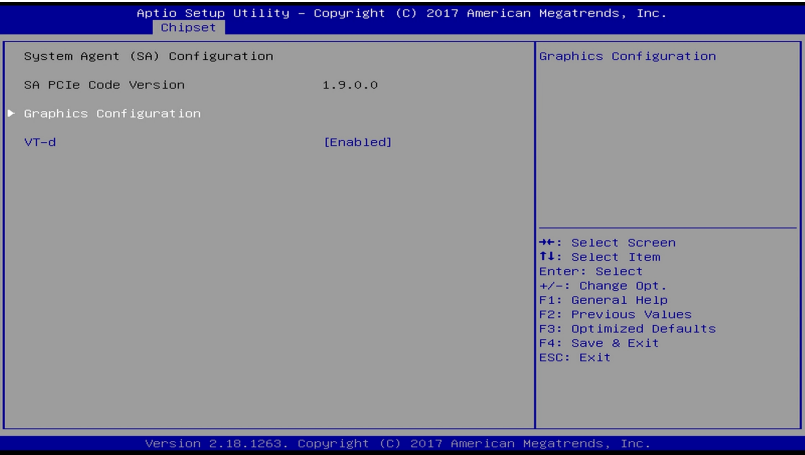 Aptio Setup Utility – Copyright (C) 2017 American Megatrends, Inc.
Chipset
System Agent (SA) Configuration
SA PCIe Code Version 1.9.0.0
▶ Graphics Configuration
VT-d [Enabled]
Graphics Configuration
→←: Select Screen
↑↓: Select Item
Enter: Select
+/-: Change Opt.
F1: General Help
F2: Previous Values
F3: Optimized Defaults
F4: Save & Exit
ESC: Exit
Version 2.18.1263. Copyright (C) 2017 American Megatrends, Inc.